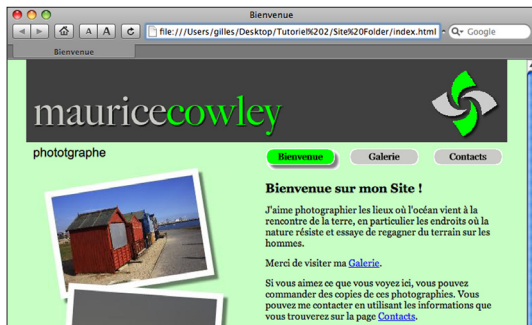 Bienvenue
A A C file:///Users/gilles/Desktop/Tutoriel%202/Site%20Folder/index.html Q Google
Bienvenue
mauricecowley
phototgraphe
Bienvenue Galerie Contacts
Bienvenue sur mon Site !
J'aime photographier les lieux où l'océan vient à la
rencontre de la terre, en particulier les endroits où la
nature résiste et essaye de regagner du terrain sur les
hommes.
Merci de visiter ma Galerie.
Si vous aimez ce que vous voyez ici, vous pouvez
commander des copies de ces photographies. Vous
pouvez me contacter en utilisant les informations que
vous trouverez sur la page Contacts.